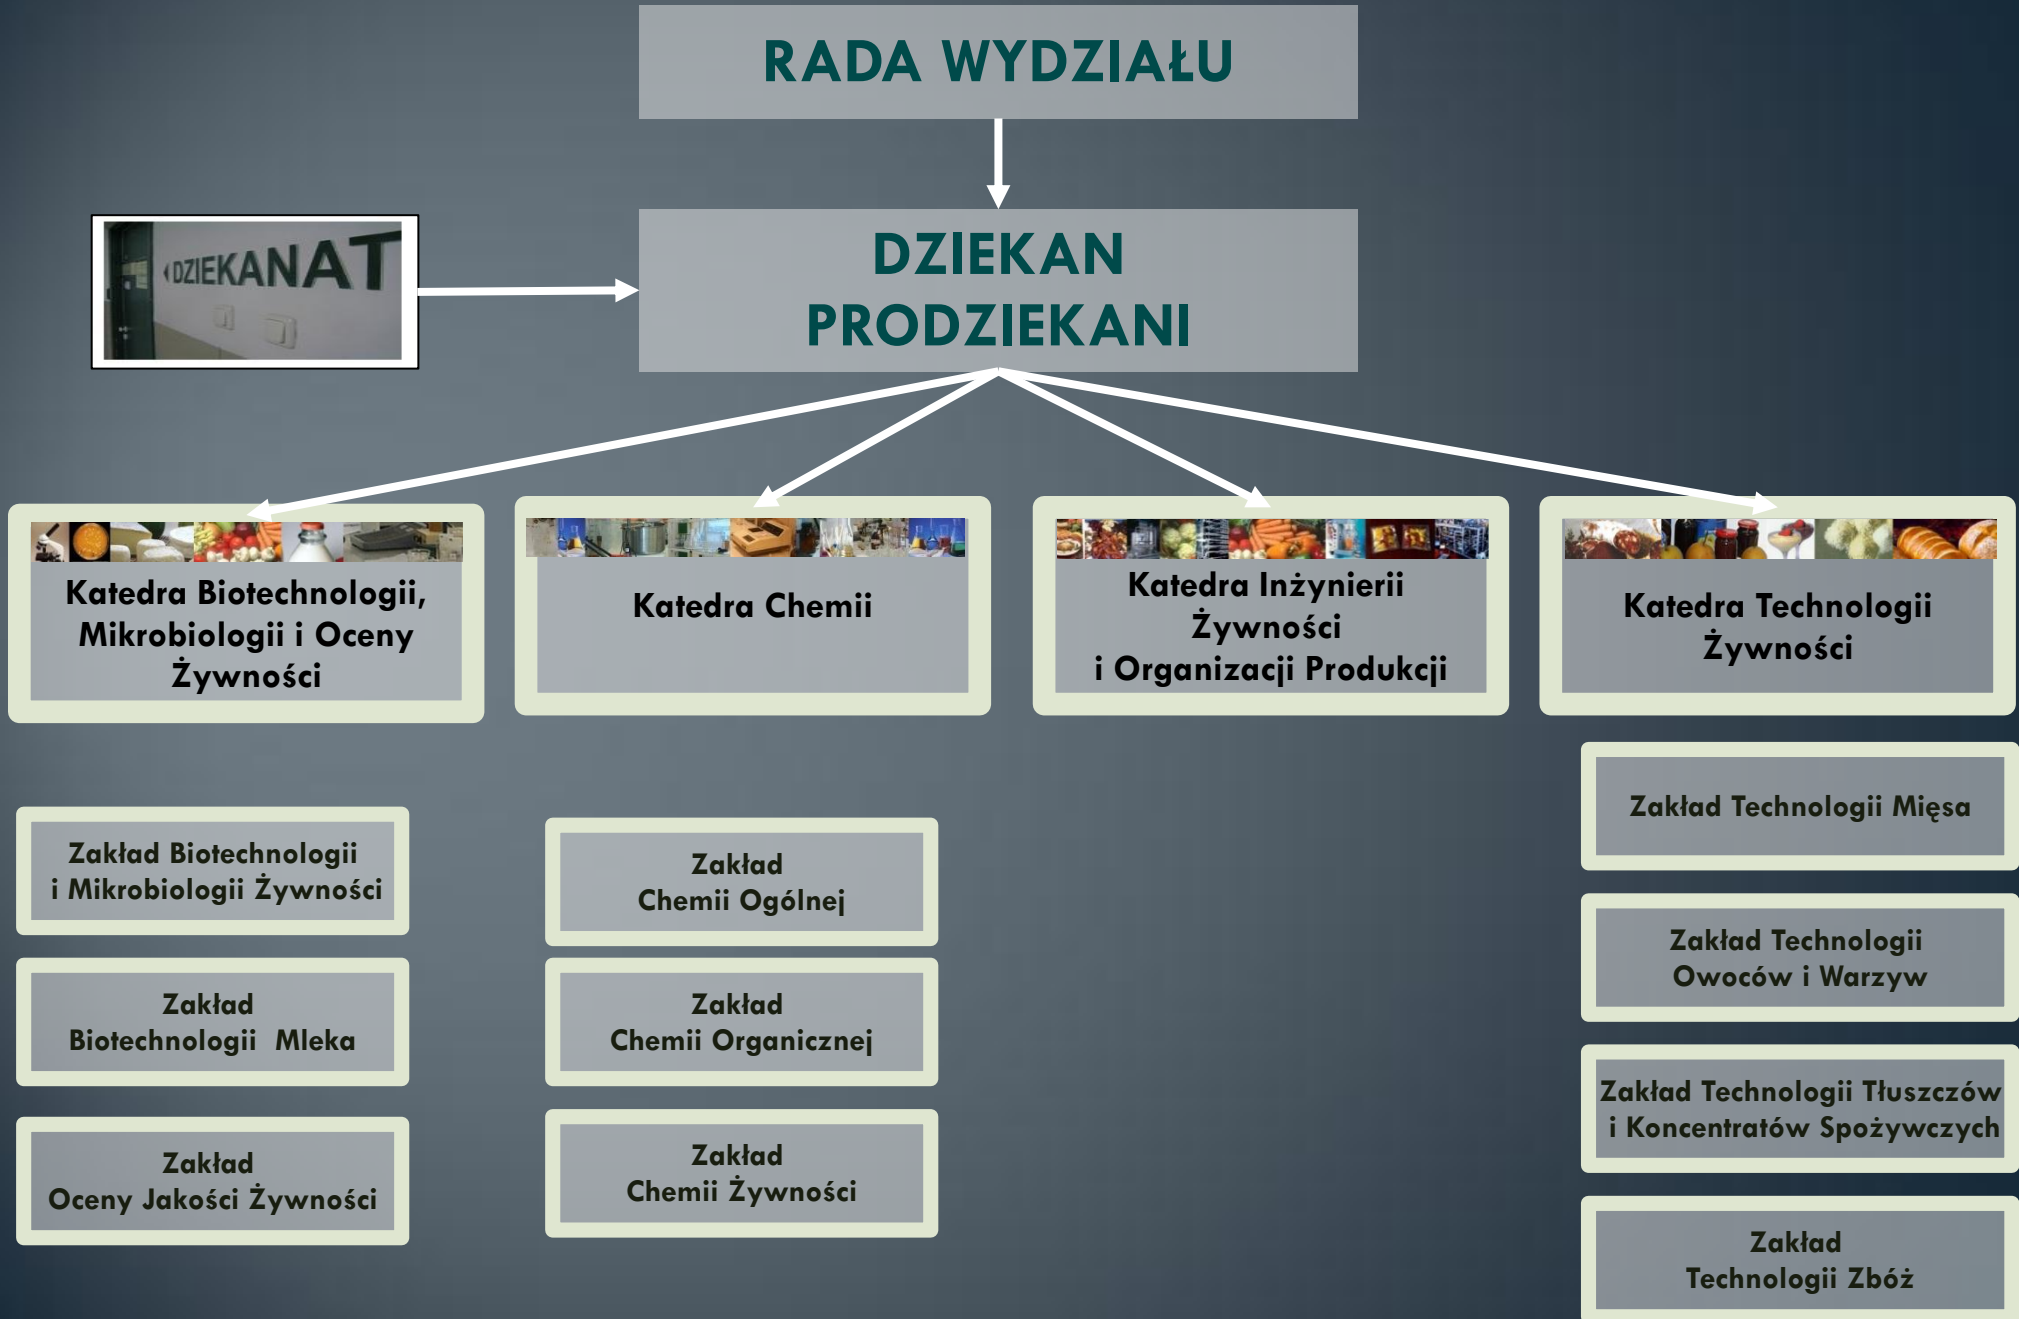 RADA WYDZIAŁU
DZIEKANAT
DZIEKAN
PRODZIEKANI
Katedra Biotechnologii,
Mikrobiologii i Oceny
Żywności
Katedra Chemii
Katedra Inżynierii
Żywności
i Organizacji Produkcji
Katedra Technologii
Żywności
Zakład Biotechnologii
i Mikrobiologii Żywności
Zakład
Biotechnologii Mleka
Zakład
Oceny Jakości Żywności
Zakład
Chemii Ogólnej
Zakład
Chemii Organicznej
Zakład
Chemii Żywności
Zakład Technologii Mięsa
Zakład Technologii
Owoców i Warzyw
Zakład Technologii Tłuszczów
i Koncentratów Spożywczych
Zakład
Technologii Zbóż